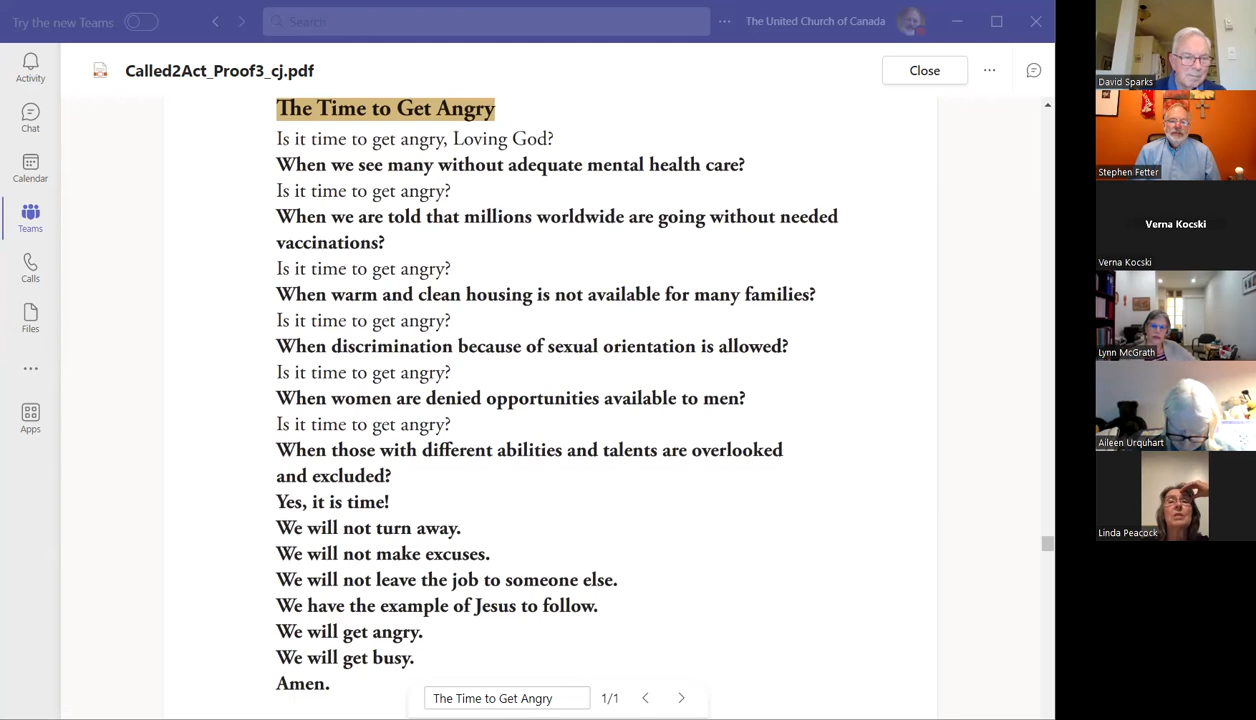 Try the new Teams
Search
The United Church of Canada
Activity
Chat
Calendar
Teams
Calls
Files
Apps
Called2Act_Proof3_cj.pdf
Close
The Time to Get Angry
Is it time to get angry, Loving God?
When we see many without adequate mental health care?
Is it time to get angry?
When we are told that millions worldwide are going without needed
vaccinations?
Is it time to get angry?
When warm and clean housing is not available for many families?
Is it time to get angry?
When discrimination because of sexual orientation is allowed?
Is it time to get angry?
When women are denied opportunities available to men?
Is it time to get angry?
When those with different abilities and talents are overlooked
and excluded?
Yes, it is time!
We will not turn away.
We will not make excuses.
We will not leave the job to someone else.
We have the example of Jesus to follow.
We will get angry.
We will get busy.
Amen.
The Time to Get Angry
1/1
David Sparks
Stephen Fetter
Verna Kocski
Verna Kocski
Lynn McGrath
Aileen Urquhart
Linda Peacock